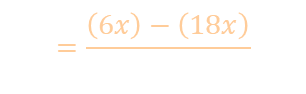 = (6x) − (18x)